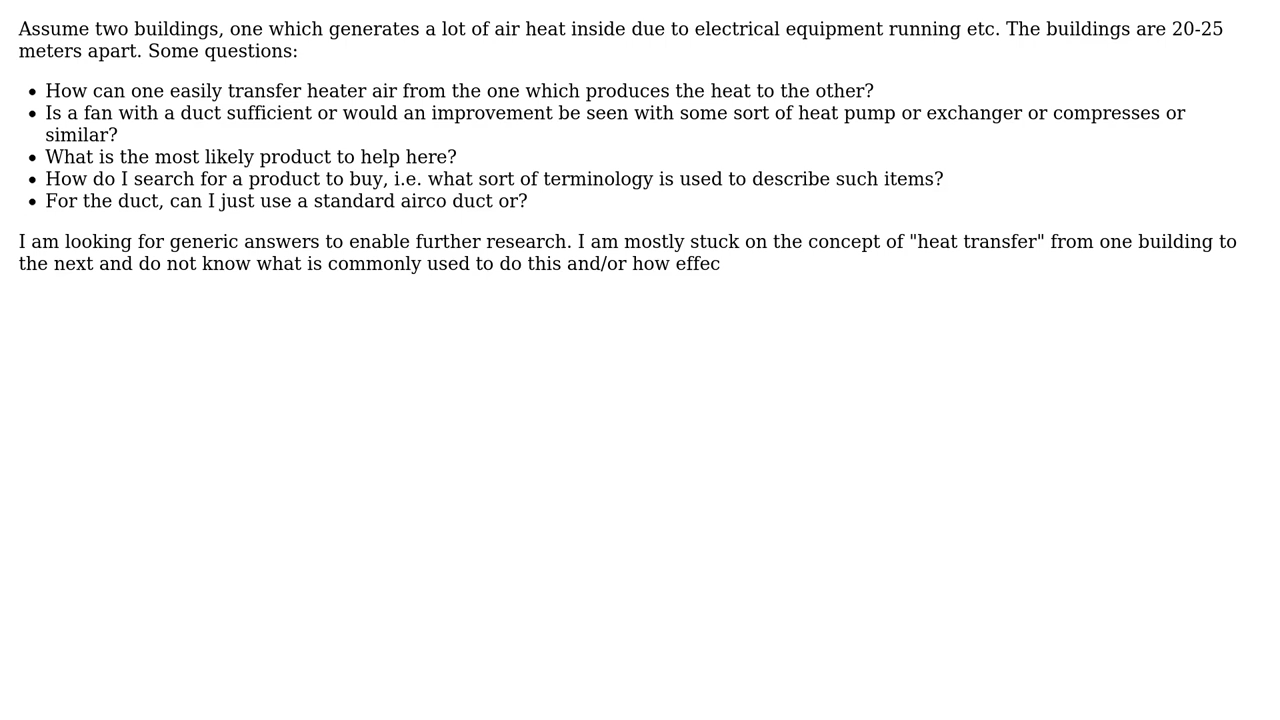 Assume two buildings, one which generates a lot of air heat inside due to electrical equipment running etc. The buildings are 20-25
meters apart. Some questions:
• How can one easily transfer heater air from the one which produces the heat to the other?
• Is a fan with a duct sufficient or would an improvement be seen with some sort of heat pump or exchanger or compresses or
similar?
• What is the most likely product to help here?
• How do I search for a product to buy, i.e. what sort of terminology is used to describe such items?
• For the duct, can I just use a standard airco duct or?
I am looking for generic answers to enable further research. I am mostly stuck on the concept of "heat transfer" from one building to
the next and do not know what is commonly used to do this and/or how effec